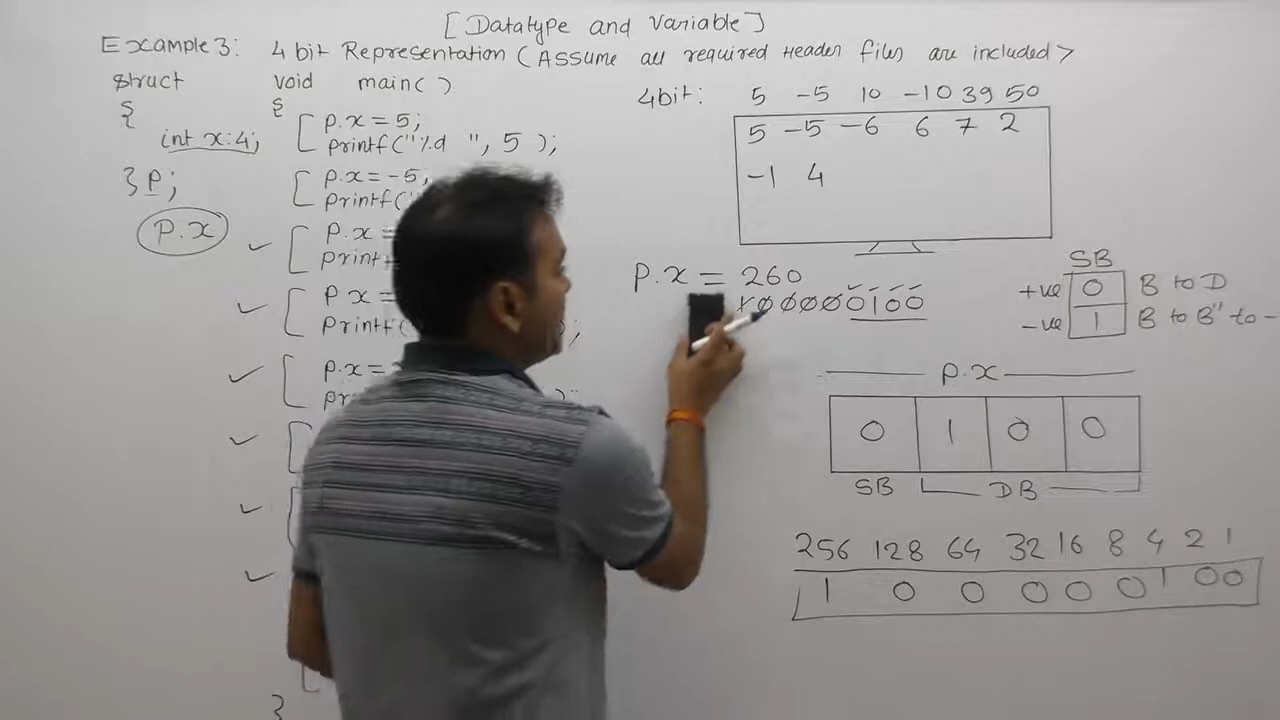 [Datatype and Variable]
Example 3: 4 bit Representation (Assume all required Header files are included >
struct void main( )
{ {
int x:4; p.x = 5;
printf("%d ", 5 );
} p; p.x = -5;
printf(
p.x
p.x =
print
p.x =
printf( );
p.x =
}
4bit: 5 -5 10 -10 39 50
5 -5 -6 6 7 2
-1 4
p.x = 260
100000100
SB
+ve 0 B to D
-ve 1 B to B" to -
p.x
0 1 0 0
SB DB
256 128 64 32 16 8 4 2 1
1 0 0 0 0 0 1 0 0